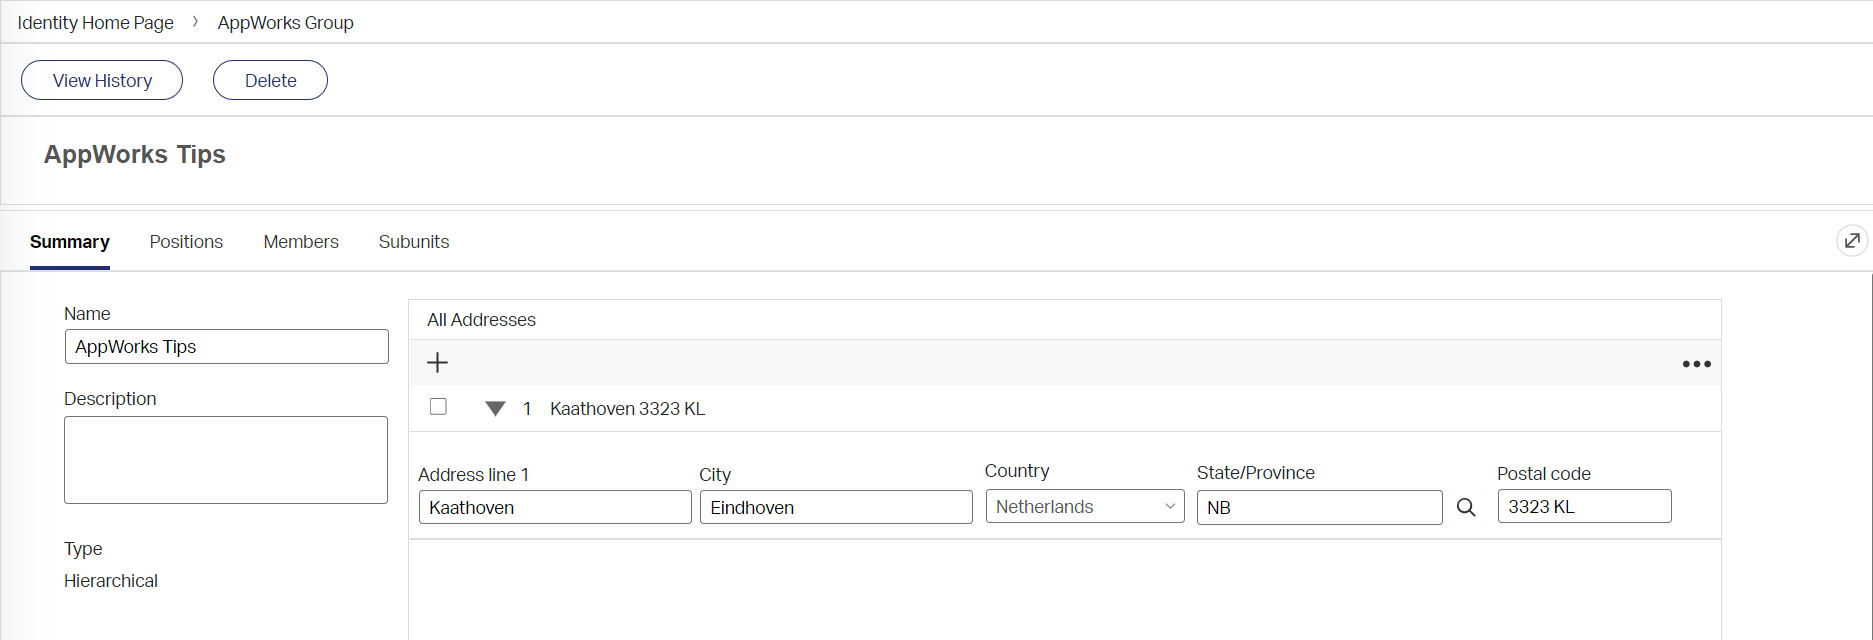 Identity Home Page > AppWorks Group
View History Delete
AppWorks Tips
Summary Positions Members Subunits
Name
AppWorks Tips
Description
Type
Hierarchical
All Addresses
1 Kaathoven 3323 KL
Address line 1 City Country State/Province Postal code
Kaathoven Eindhoven Netherlands NB 3323 KL